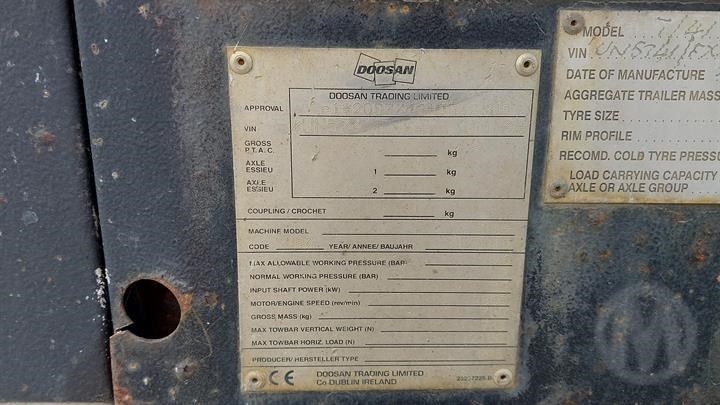 DOOSAN
DOOSAN TRADING LIMITED
APPROVAL
VIN
GROSS
P.T.A.C. kg
AXLE
ESSIEU 1 kg
AXLE
ESSIEU 2 kg
COUPLING / CROCHET kg
MACHINE MODEL
CODE YEAR/ ANNEE/ BAUJAHR
MAX ALLOWABLE WORKING PRESSURE (BAR)
NORMAL WORKING PRESSURE (BAR)
INPUT SHAFT POWER (kW)
MOTOR/ENGINE SPEED (rev/min)
GROSS MASS (kg)
MAX TOWBAR VERTICAL WEIGHT (N)
MAX TOWBAR HORIZ. LOAD (N)
PRODUCER/ HERSTELLER TYPE
CE DOOSAN TRADING LIMITED
Co DUBLIN IRELAND
MODEL
VIN
DATE OF MANUFACTURE
AGGREGATE TRAILER MASS
TYRE SIZE
RIM PROFILE
RECOMD. COLD TYRE PRESSU
LOAD CARRYING CAPACITY
AXLE OR AXLE GROUP
M